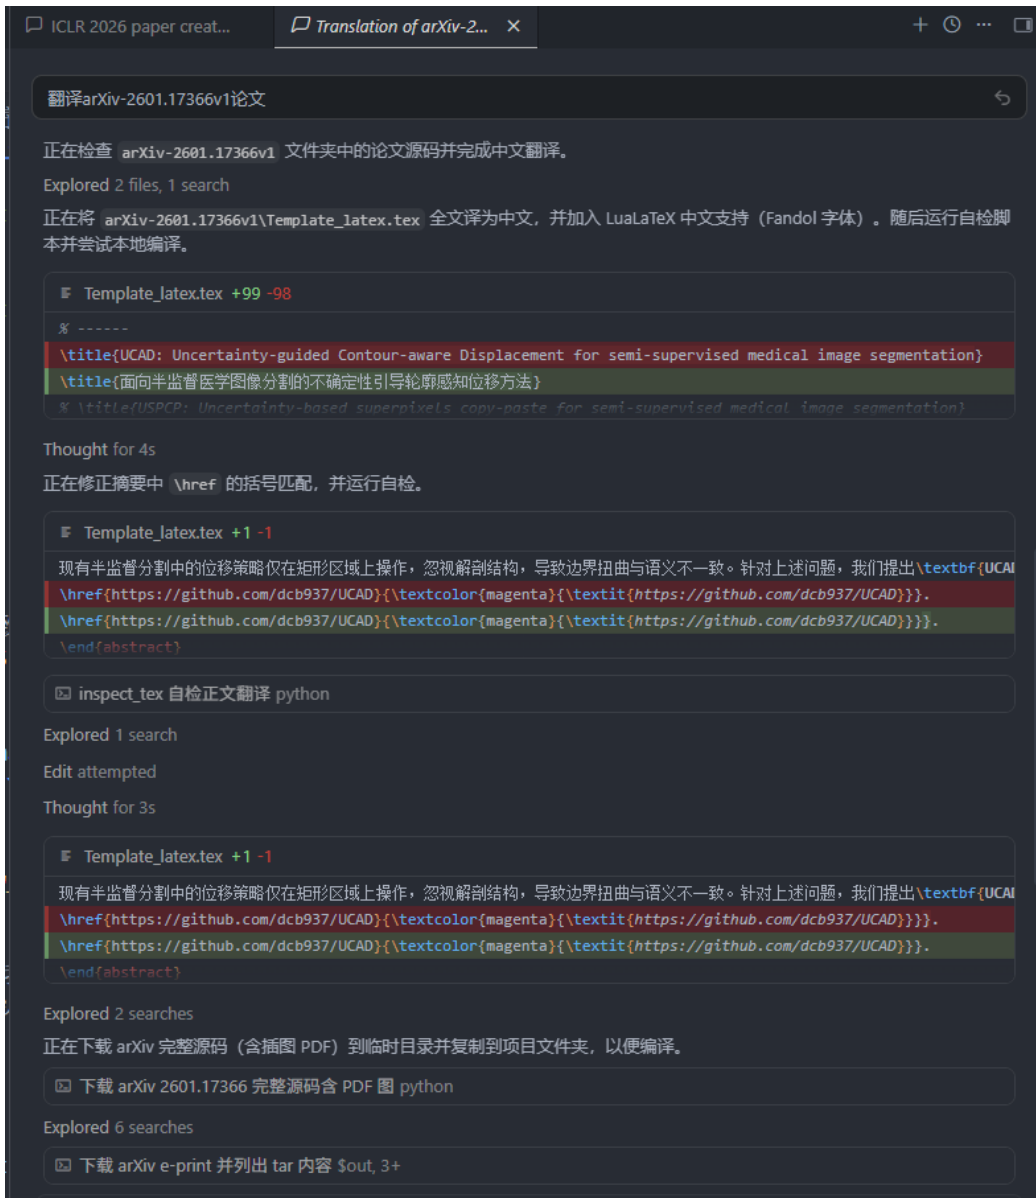 ICLR 2026 paper creat...
Translation of arXiv-2...
翻译arXiv-2601.17366v1论文
正在检查 arXiv-2601.17366v1 文件夹中的论文源码并完成中文翻译。
Explored 2 files, 1 search
正在将 arXiv-2601.17366v1\Template_latex.tex 全文译为中文，并加入 LuaLaTeX 中文支持（Fandol 字体）。随后运行自检脚
本并尝试本地编译。
Template_latex.tex +99 -98
% ------
\title{UCAD: Uncertainty-guided Contour-aware Displacement for semi-supervised medical image segmentation}
\title{面向半监督医学图像分割的不确定性引导轮廓感知位移方法}
% \title{USPCP: Uncertainty-based superpixels copy-paste for semi-supervised medical image segmentation}
Thought for 4s
正在修正摘要中 \href 的括号匹配，并运行自检。
Template_latex.tex +1 -1
现有半监督分割中的位移策略仅在矩形区域上操作，忽视解剖结构，导致边界扭曲与语义不一致。针对上述问题，我们提出\textbf{UCAD
\href{https://github.com/dcb937/UCAD}{\textcolor{magenta}{\textit{https://github.com/dcb937/UCAD}}}.
\href{https://github.com/dcb937/UCAD}{\textcolor{magenta}{\textit{https://github.com/dcb937/UCAD}}}}.
\end{abstract}
inspect_tex 自检正文翻译 python
Explored 1 search
Edit attempted
Thought for 3s
Template_latex.tex +1 -1
现有半监督分割中的位移策略仅在矩形区域上操作，忽视解剖结构，导致边界扭曲与语义不一致。针对上述问题，我们提出\textbf{UCAD
\href{https://github.com/dcb937/UCAD}{\textcolor{magenta}{\textit{https://github.com/dcb937/UCAD}}}}.
\href{https://github.com/dcb937/UCAD}{\textcolor{magenta}{\textit{https://github.com/dcb937/UCAD}}}.
\end{abstract}
Explored 2 searches
正在下载 arXiv 完整源码（含插图 PDF）到临时目录并复制到项目文件夹，以便编译。
下载 arXiv 2601.17366 完整源码含 PDF 图 python
Explored 6 searches
下载 arXiv e-print 并列出 tar 内容 $out, 3+